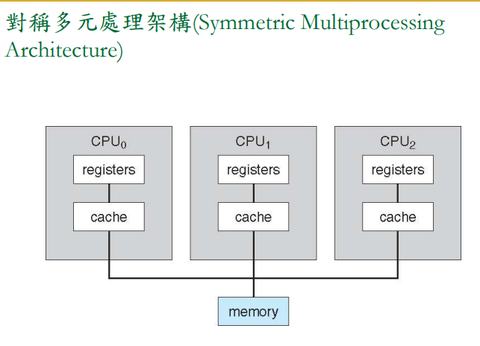 對稱多元處理架構(Symmetric Multiprocessing
Architecture)
CPU₀ CPU₁ CPU₂
registers registers registers
cache cache cache
memory